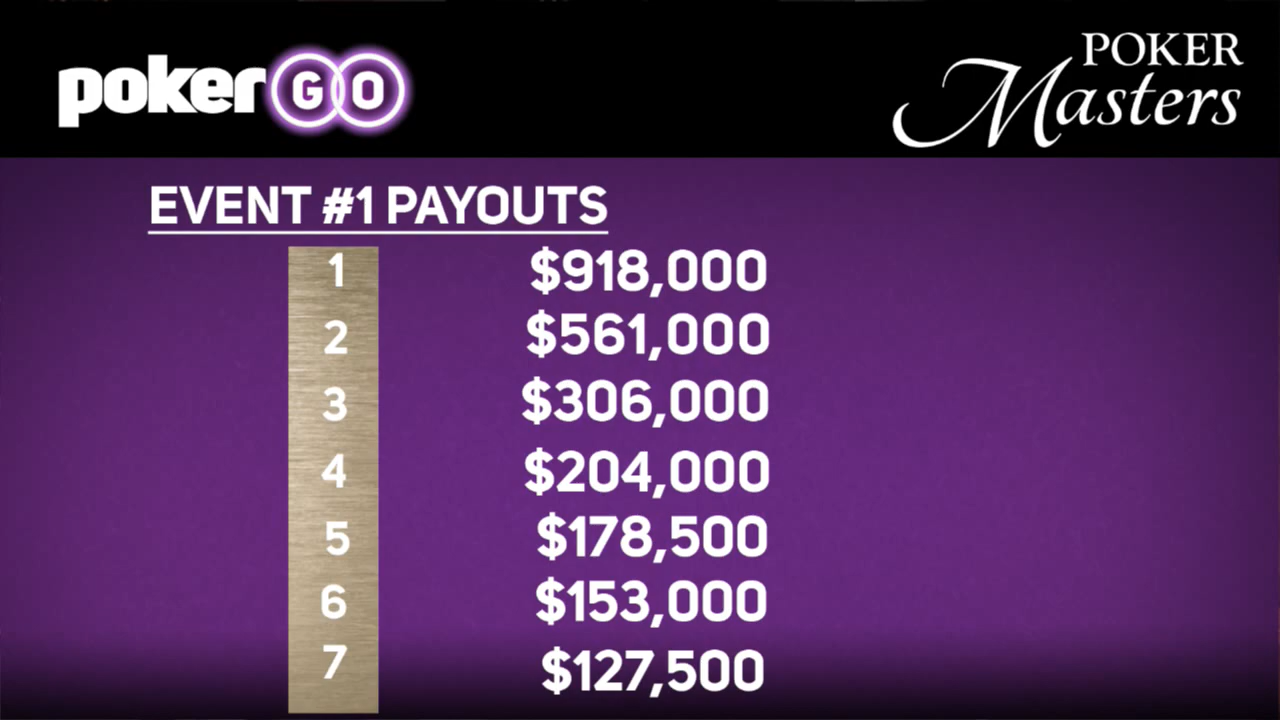 pokerGO
POKER
Masters
EVENT #1 PAYOUTS
1 $918,000
2 $561,000
3 $306,000
4 $204,000
5 $178,500
6 $153,000
7 $127,500